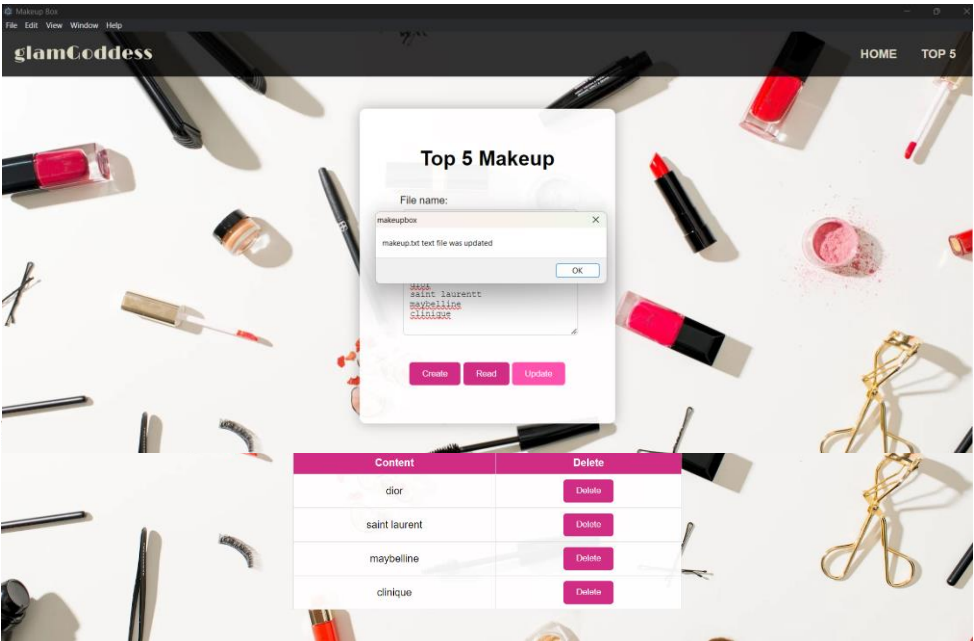 Makeup Box
File Edit View Window Help
glamGoddess
HOME TOP 5
Top 5 Makeup
File name:
makeupbox
makeup.txt text file was updated
OK
dior
saint laurentt
maybelline
clinique
Create Read Update
Content Delete
dior Delete
saint laurent Delete
maybelline Delete
clinique Delete